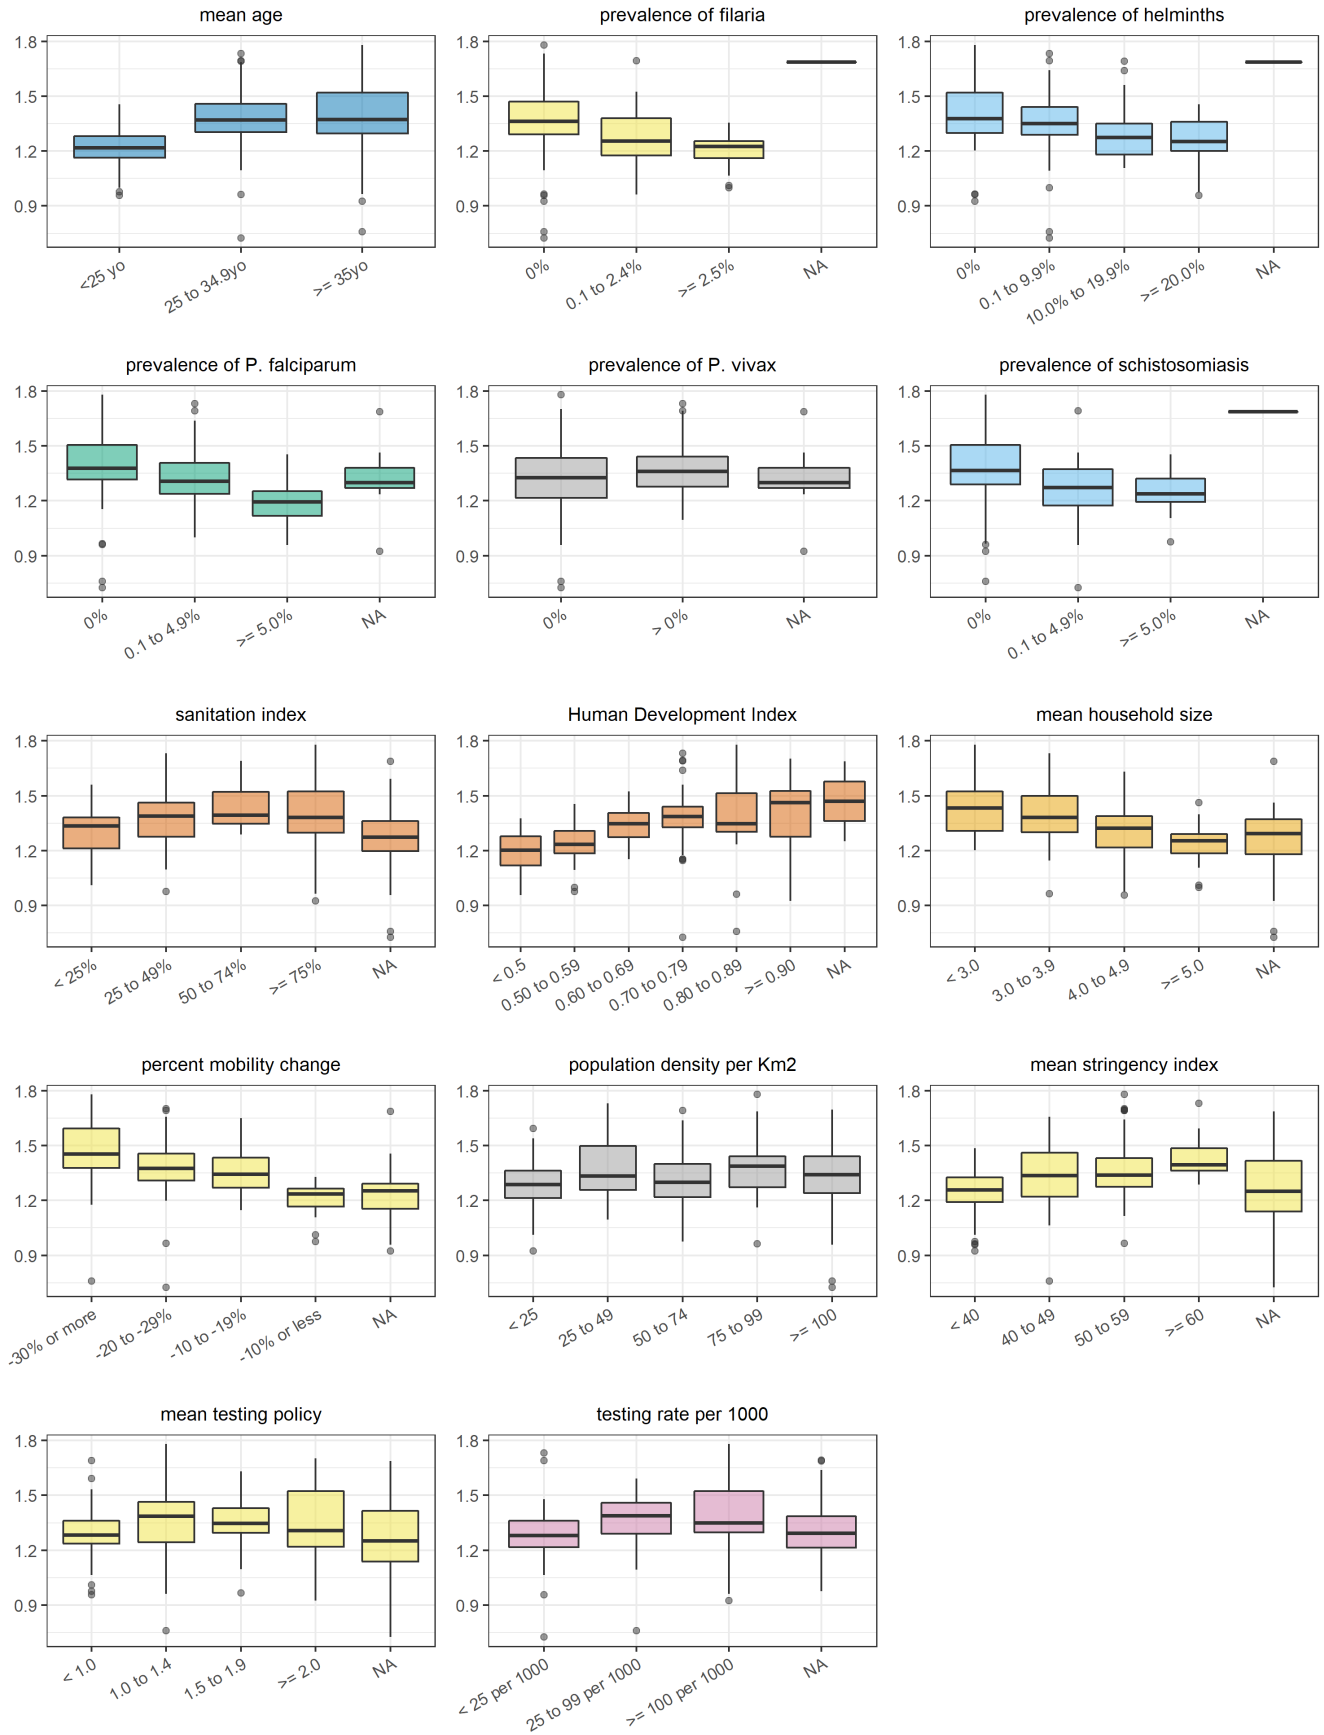 mean age
prevalence of filaria
prevalence of helminths
1.8
1.5
1.2
0.9
<25 yo
25 to 34.9yo
>= 35yo
1.8
1.5
1.2
0.9
0%
0.1 to 2.4%
>= 2.5%
NA
1.8
1.5
1.2
0.9
0%
0.1 to 9.9%
10.0% to 19.9%
>= 20.0%
NA
prevalence of P. falciparum
prevalence of P. vivax
prevalence of schistosomiasis
1.8
1.5
1.2
0.9
0%
0.1 to 4.9%
>= 5.0%
NA
1.8
1.5
1.2
0.9
0%
> 0%
NA
1.8
1.5
1.2
0.9
0%
0.1 to 4.9%
>= 5.0%
NA
sanitation index
Human Development Index
mean household size
1.8
1.5
1.2
0.9
< 25%
25 to 49%
50 to 74%
>= 75%
NA
1.8
1.5
1.2
0.9
< 0.5
0.50 to 0.59
0.60 to 0.69
0.70 to 0.79
0.80 to 0.89
>= 0.90
NA
1.8
1.5
1.2
0.9
< 3.0
3.0 to 3.9
4.0 to 4.9
>= 5.0
NA
percent mobility change
population density per Km2
mean stringency index
1.8
1.5
1.2
0.9
-30% or more
-20 to -29%
-10 to -19%
-10% or less
NA
1.8
1.5
1.2
0.9
< 25
25 to 49
50 to 74
75 to 99
>= 100
1.8
1.5
1.2
0.9
< 40
40 to 49
50 to 59
>= 60
NA
mean testing policy
testing rate per 1000
1.8
1.5
1.2
0.9
< 1.0
1.0 to 1.4
1.5 to 1.9
>= 2.0
NA
1.8
1.5
1.2
0.9
< 25 per 1000
25 to 99 per 1000
>= 100 per 1000
NA